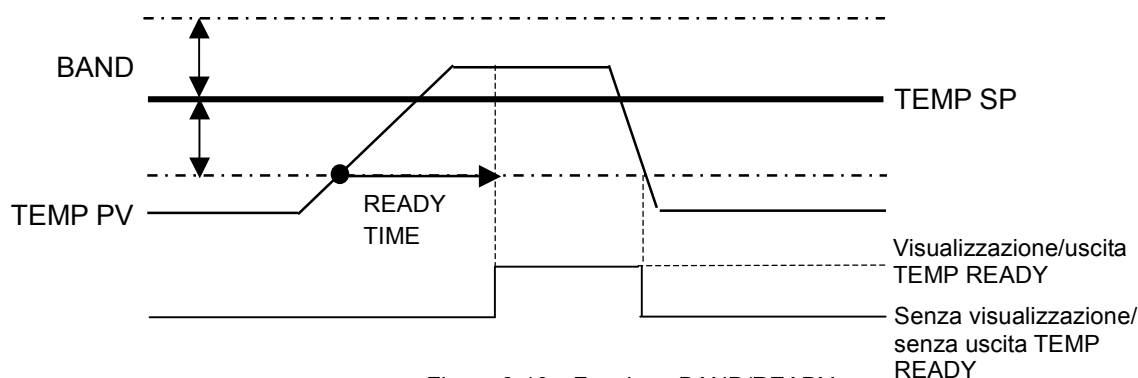 BAND
TEMP SP
TEMP PV
READY
TIME
Visualizzazione/uscita
TEMP READY
Senza visualizzazione/
senza uscita TEMP
READY